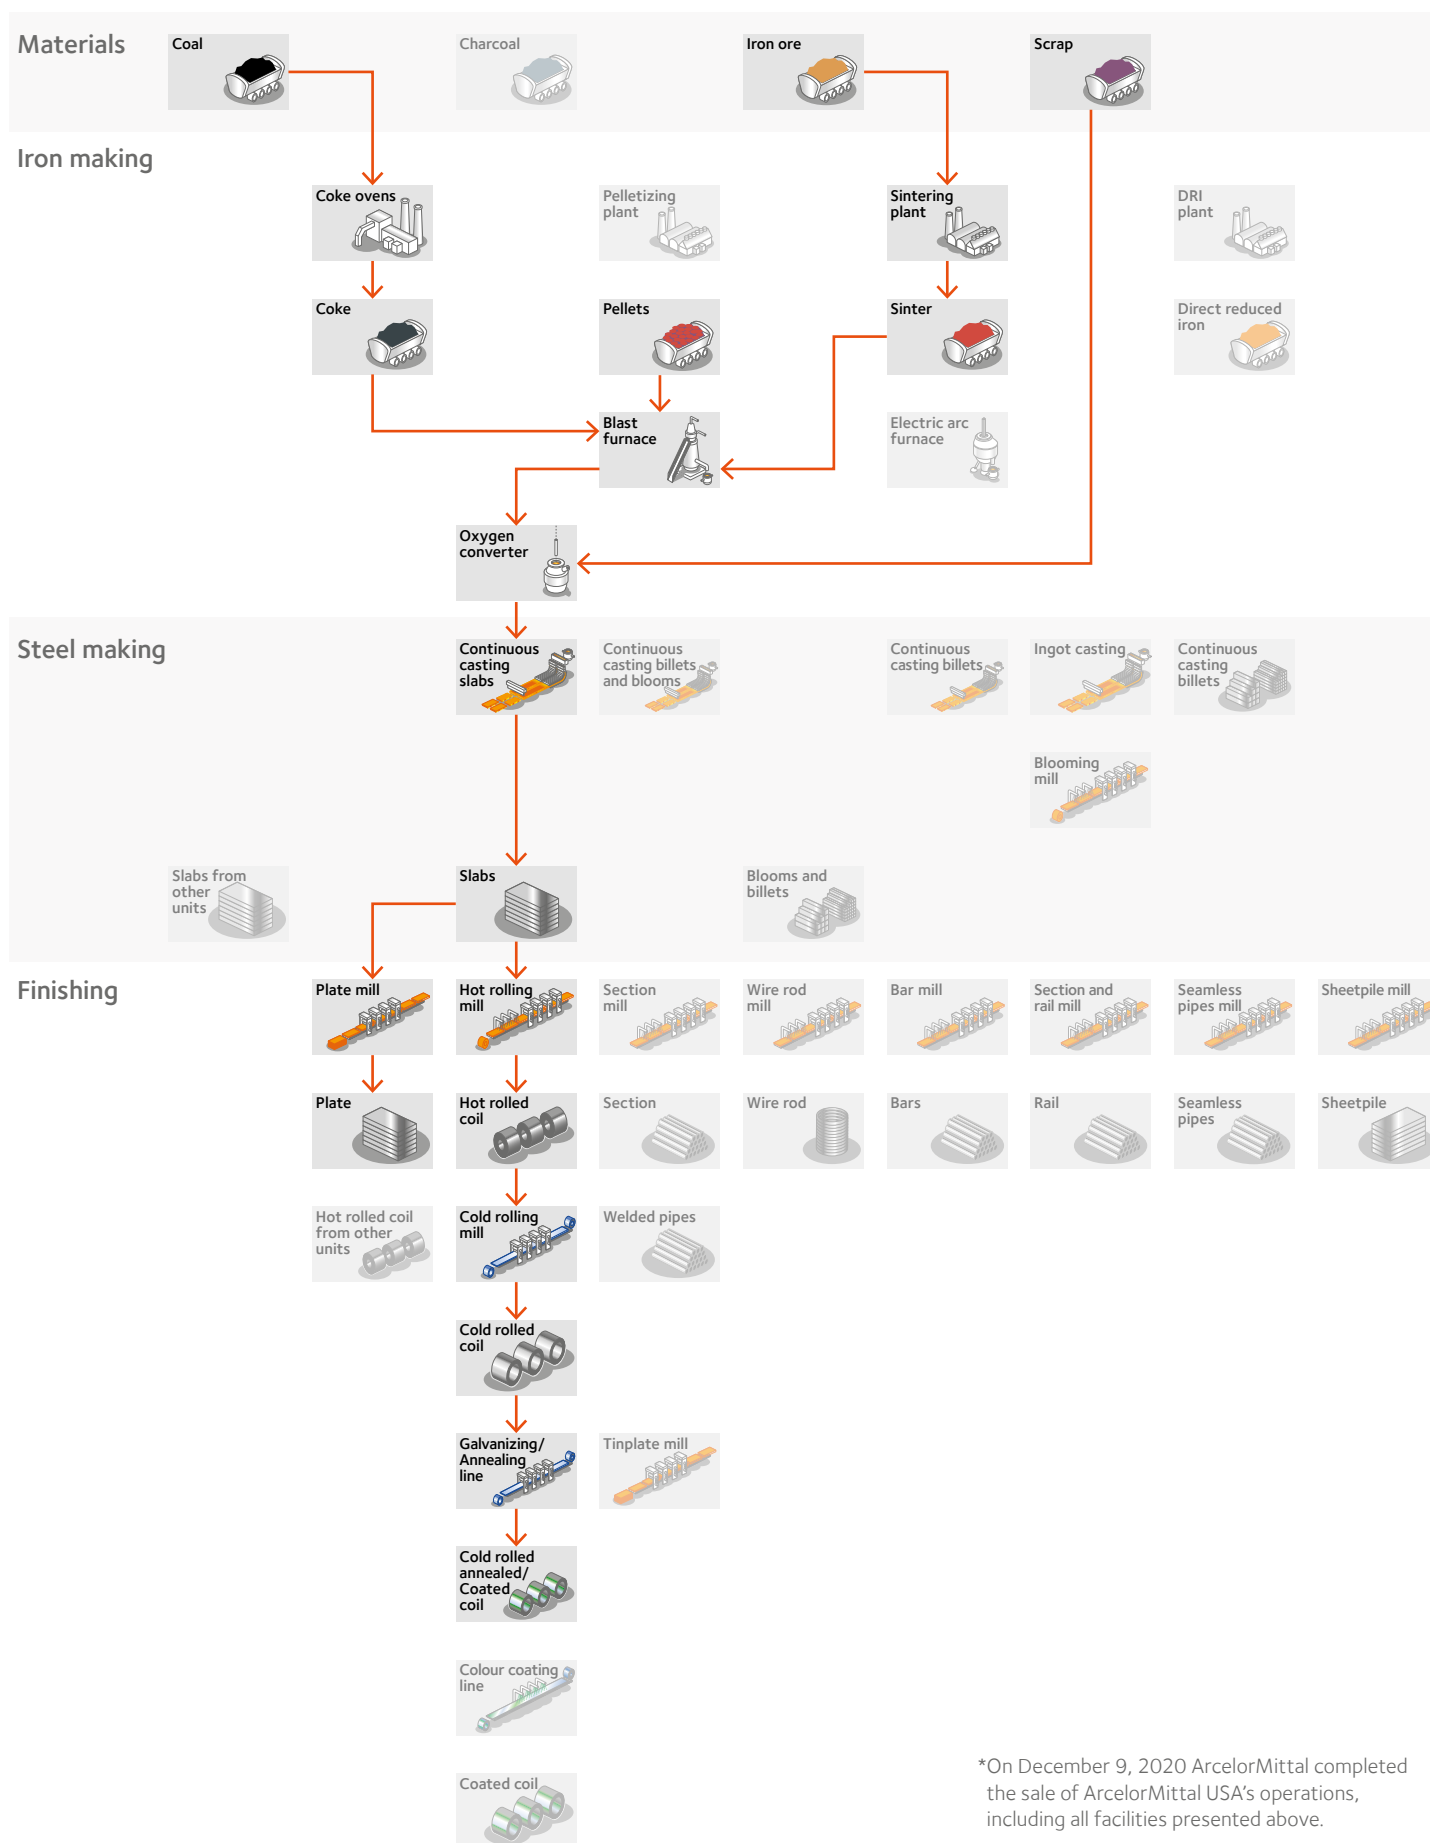 Materials
Coal
Charcoal
Iron ore
Scrap
Iron making
Coke ovens
Pelletizing
plant
Sintering
plant
DRI
plant
Coke
Pellets
Sinter
Direct reduced
iron
Blast
furnace
Electric arc
furnace
Oxygen
converter
Steel making
Continuous
casting
slabs
Continuous
casting billets
and blooms
Continuous
casting billets
Ingot casting
Continuous
casting
billets
Blooming
mill
Slabs from
other
units
Slabs
Blooms and
billets
Finishing
Plate mill
Hot rolling
mill
Section
mill
Wire rod
mill
Bar mill
Section and
rail mill
Seamless
pipes mill
Sheetpile mill
Plate
Hot rolled
coil
Section
Wire rod
Bars
Rail
Seamless
pipes
Sheetpile
Hot rolled coil
from other
units
Cold rolling
mill
Welded pipes
Cold rolled
coil
Galvanizing/
Annealing
line
Tinplate mill
Cold rolled
annealed/
Coated
coil
Colour coating
line
Coated coil
*On December 9, 2020 ArcelorMittal completed
the sale of ArcelorMittal USA’s operations,
including all facilities presented above.